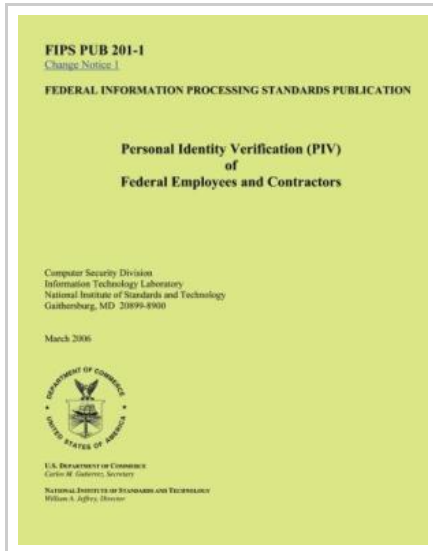 FIPS PUB 201-1
Change Notice 1
FEDERAL INFORMATION PROCESSING STANDARDS PUBLICATION
Personal Identity Verification (PIV)
of
Federal Employees and Contractors
Computer Security Division
Information Technology Laboratory
National Institute of Standards and Technology
Gaithersburg, MD 20899-8900
March 2006
DEPARTMENT OF COMMERCE
UNITED STATES OF AMERICA
U.S. DEPARTMENT OF COMMERCE
Carlos M. Gutierrez, Secretary
NATIONAL INSTITUTE OF STANDARDS AND TECHNOLOGY
William A. Jeffrey, Director